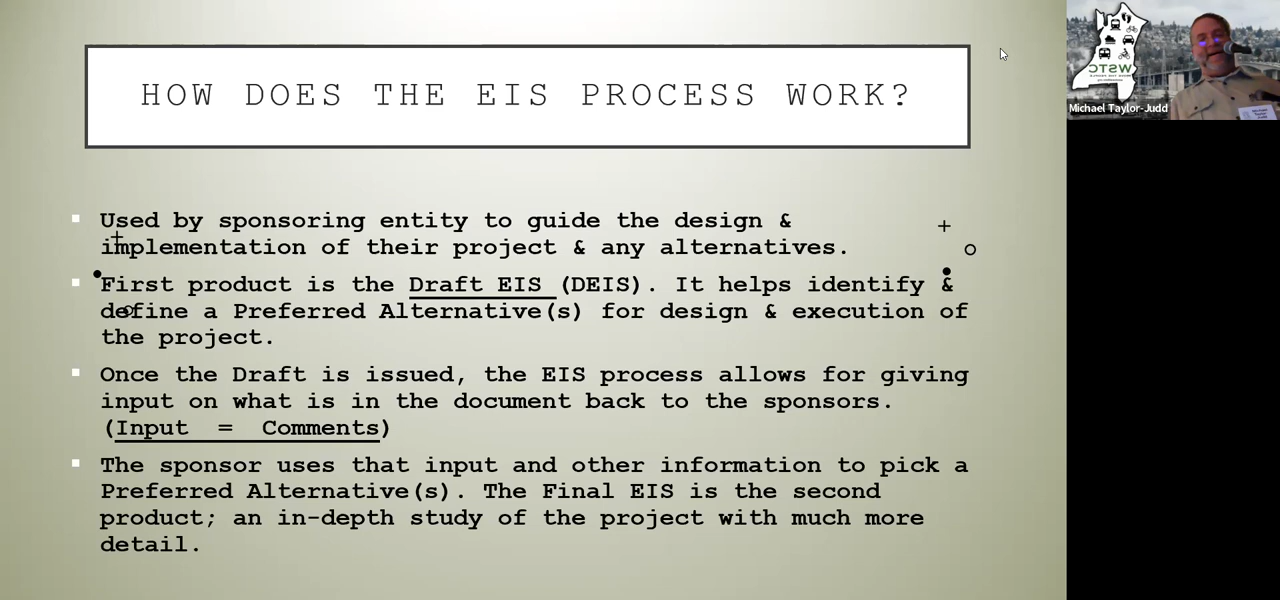 HOW DOES THE EIS PROCESS WORK?
Used by sponsoring entity to guide the design &
implementation of their project & any alternatives.
First product is the Draft EIS (DEIS). It helps identify &
define a Preferred Alternative(s) for design & execution of
the project.
Once the Draft is issued, the EIS process allows for giving
input on what is in the document back to the sponsors.
(Input = Comments)
The sponsor uses that input and other information to pick a
Preferred Alternative(s). The Final EIS is the second
product; an in-depth study of the project with much more
detail.
WSTC
Michael Taylor-Judd